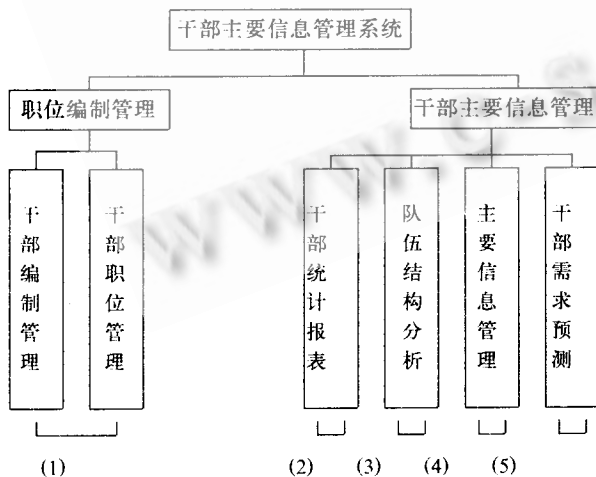 干部主要信息管理系统
职位编制管理
干部主要信息管理
干部编制管理
干部职位管理
干部统计报表
队伍结构分析
主要信息管理
干部需求预测
(1)
(2)
(3)
(4)
(5)
www.c-s